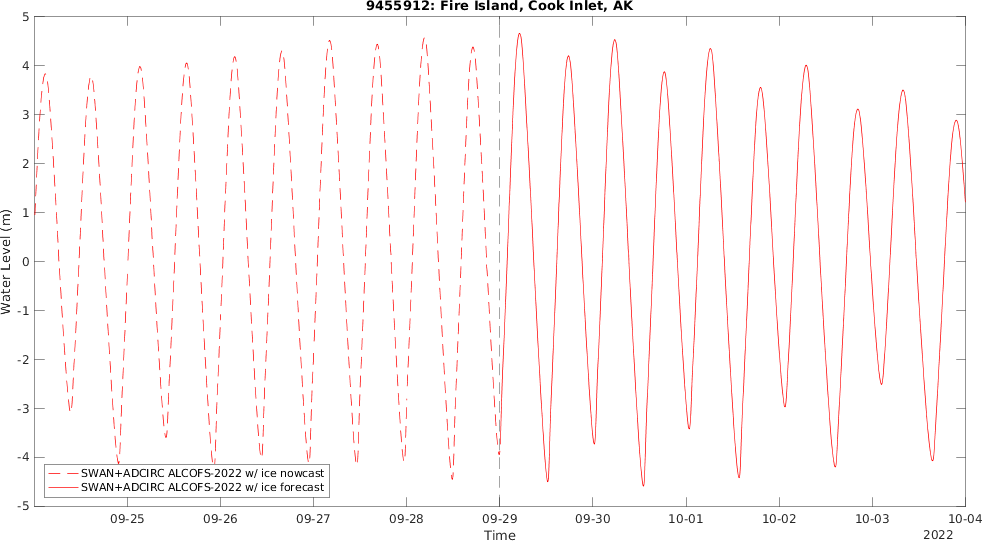 9455912: Fire Island, Cook Inlet, AK
5
4
3
2
1
0
-1
-2
-3
-4
-5
Water Level (m)
SWAN+ADCIRC ALCOFS-2022 w/ ice nowcast
SWAN+ADCIRC ALCOFS-2022 w/ ice forecast
09-25 09-26 09-27 09-28 09-29 09-30 10-01 10-02 10-03 10-04
Time
2022